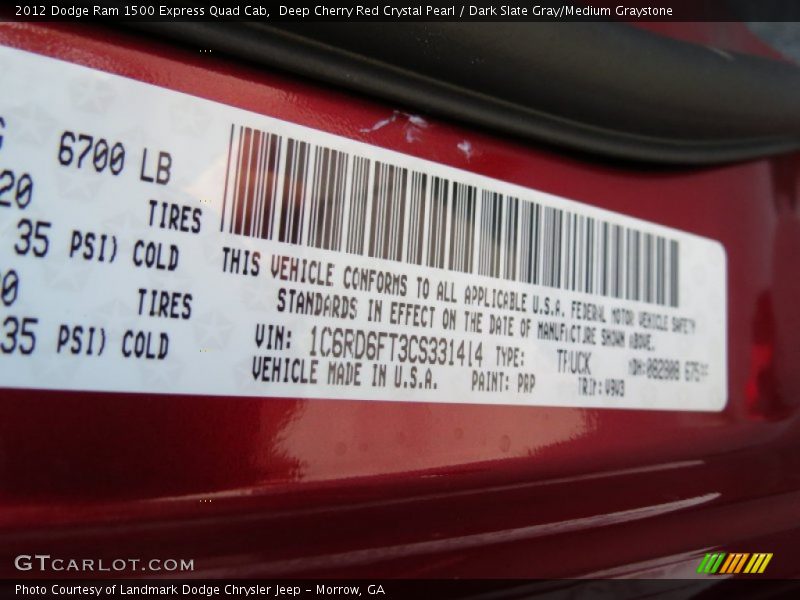 2012 Dodge Ram 1500 Express Quad Cab, Deep Cherry Red Crystal Pearl / Dark Slate Gray/Medium Graystone
6700 LB
20
TIRES
35 PSI) COLD
TIRES
35 PSI) COLD
THIS VEHICLE CONFORMS TO ALL APPLICABLE U.S.A. FEDERAL MOTOR VEHICLE SAFETY
STANDARDS IN EFFECT ON THE DATE OF MANUFACTURE SHOWN ABOVE.
VIN: 1C6RD6FT3CS331414 TYPE: TRUCK
VEHICLE MADE IN U.S.A. PAINT: PRP TRIM: V9V3
GTCARLOT.COM
Photo Courtesy of Landmark Dodge Chrysler Jeep - Morrow, GA